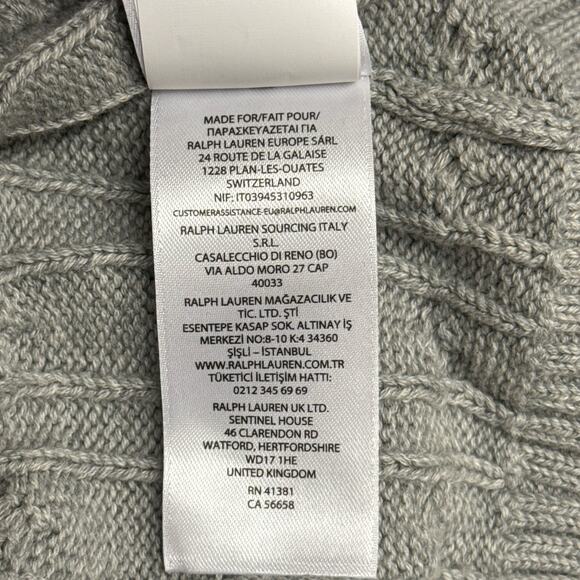 MADE FOR/FAIT POUR/
ΠΑΡΑΣΚΕΥΑΖΕΤΑΙ ΓΙΑ
RALPH LAUREN EUROPE SÁRL
24 ROUTE DE LA GALAISE
1228 PLAN-LES-OUATES
SWITZERLAND
NIF: IT03945310963
CUSTOMERASSISTANCE-EU@RALPHLAUREN.COM
RALPH LAUREN SOURCING ITALY
S.R.L.
CASALECCHIO DI RENO (BO)
VIA ALDO MORO 27 CAP
40033
RALPH LAUREN MAĞAZACILIK VE
TİC. LTD. ŞTİ
ESENTEPE KASAP SOK. ALTINAY İŞ
MERKEZİ NO:8-10 K:4 34360
ŞİŞLİ – İSTANBUL
WWW.RALPHLAUREN.COM.TR
TÜKETİCİ İLETİŞİM HATTI:
0212 345 69 69
RALPH LAUREN UK LTD.
SENTINEL HOUSE
46 CLARENDON RD
WATFORD, HERTFORDSHIRE
WD17 1HE
UNITED KINGDOM
RN 41381
CA 56658